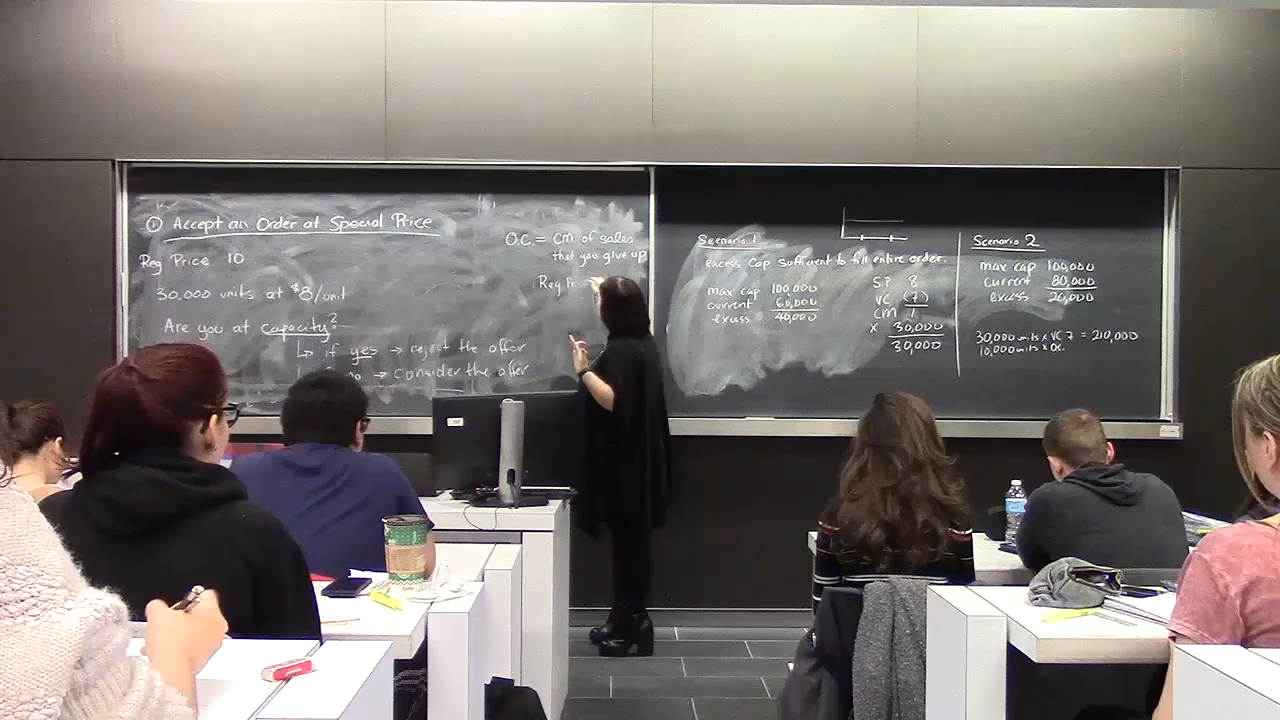 ① Accept an Order at Special Price
Reg Price 10
30,000 units at $8/unit
Are you at capacity?
↳ if yes → reject the offer
no → consider the offer
O.C = CM of sales
that you give up
Reg Pr
Scenario 1
excess Cap sufficient to fill entire order.
max cap 100,000
current 60,000
excess 40,000
SP 8
VC (7)
CM 1
x 30,000
30,000
Scenario 2
max cap 100,000
current 80,000
excess 20,000
30,000 units x VC 7 = 210,000
10,000 units x OC